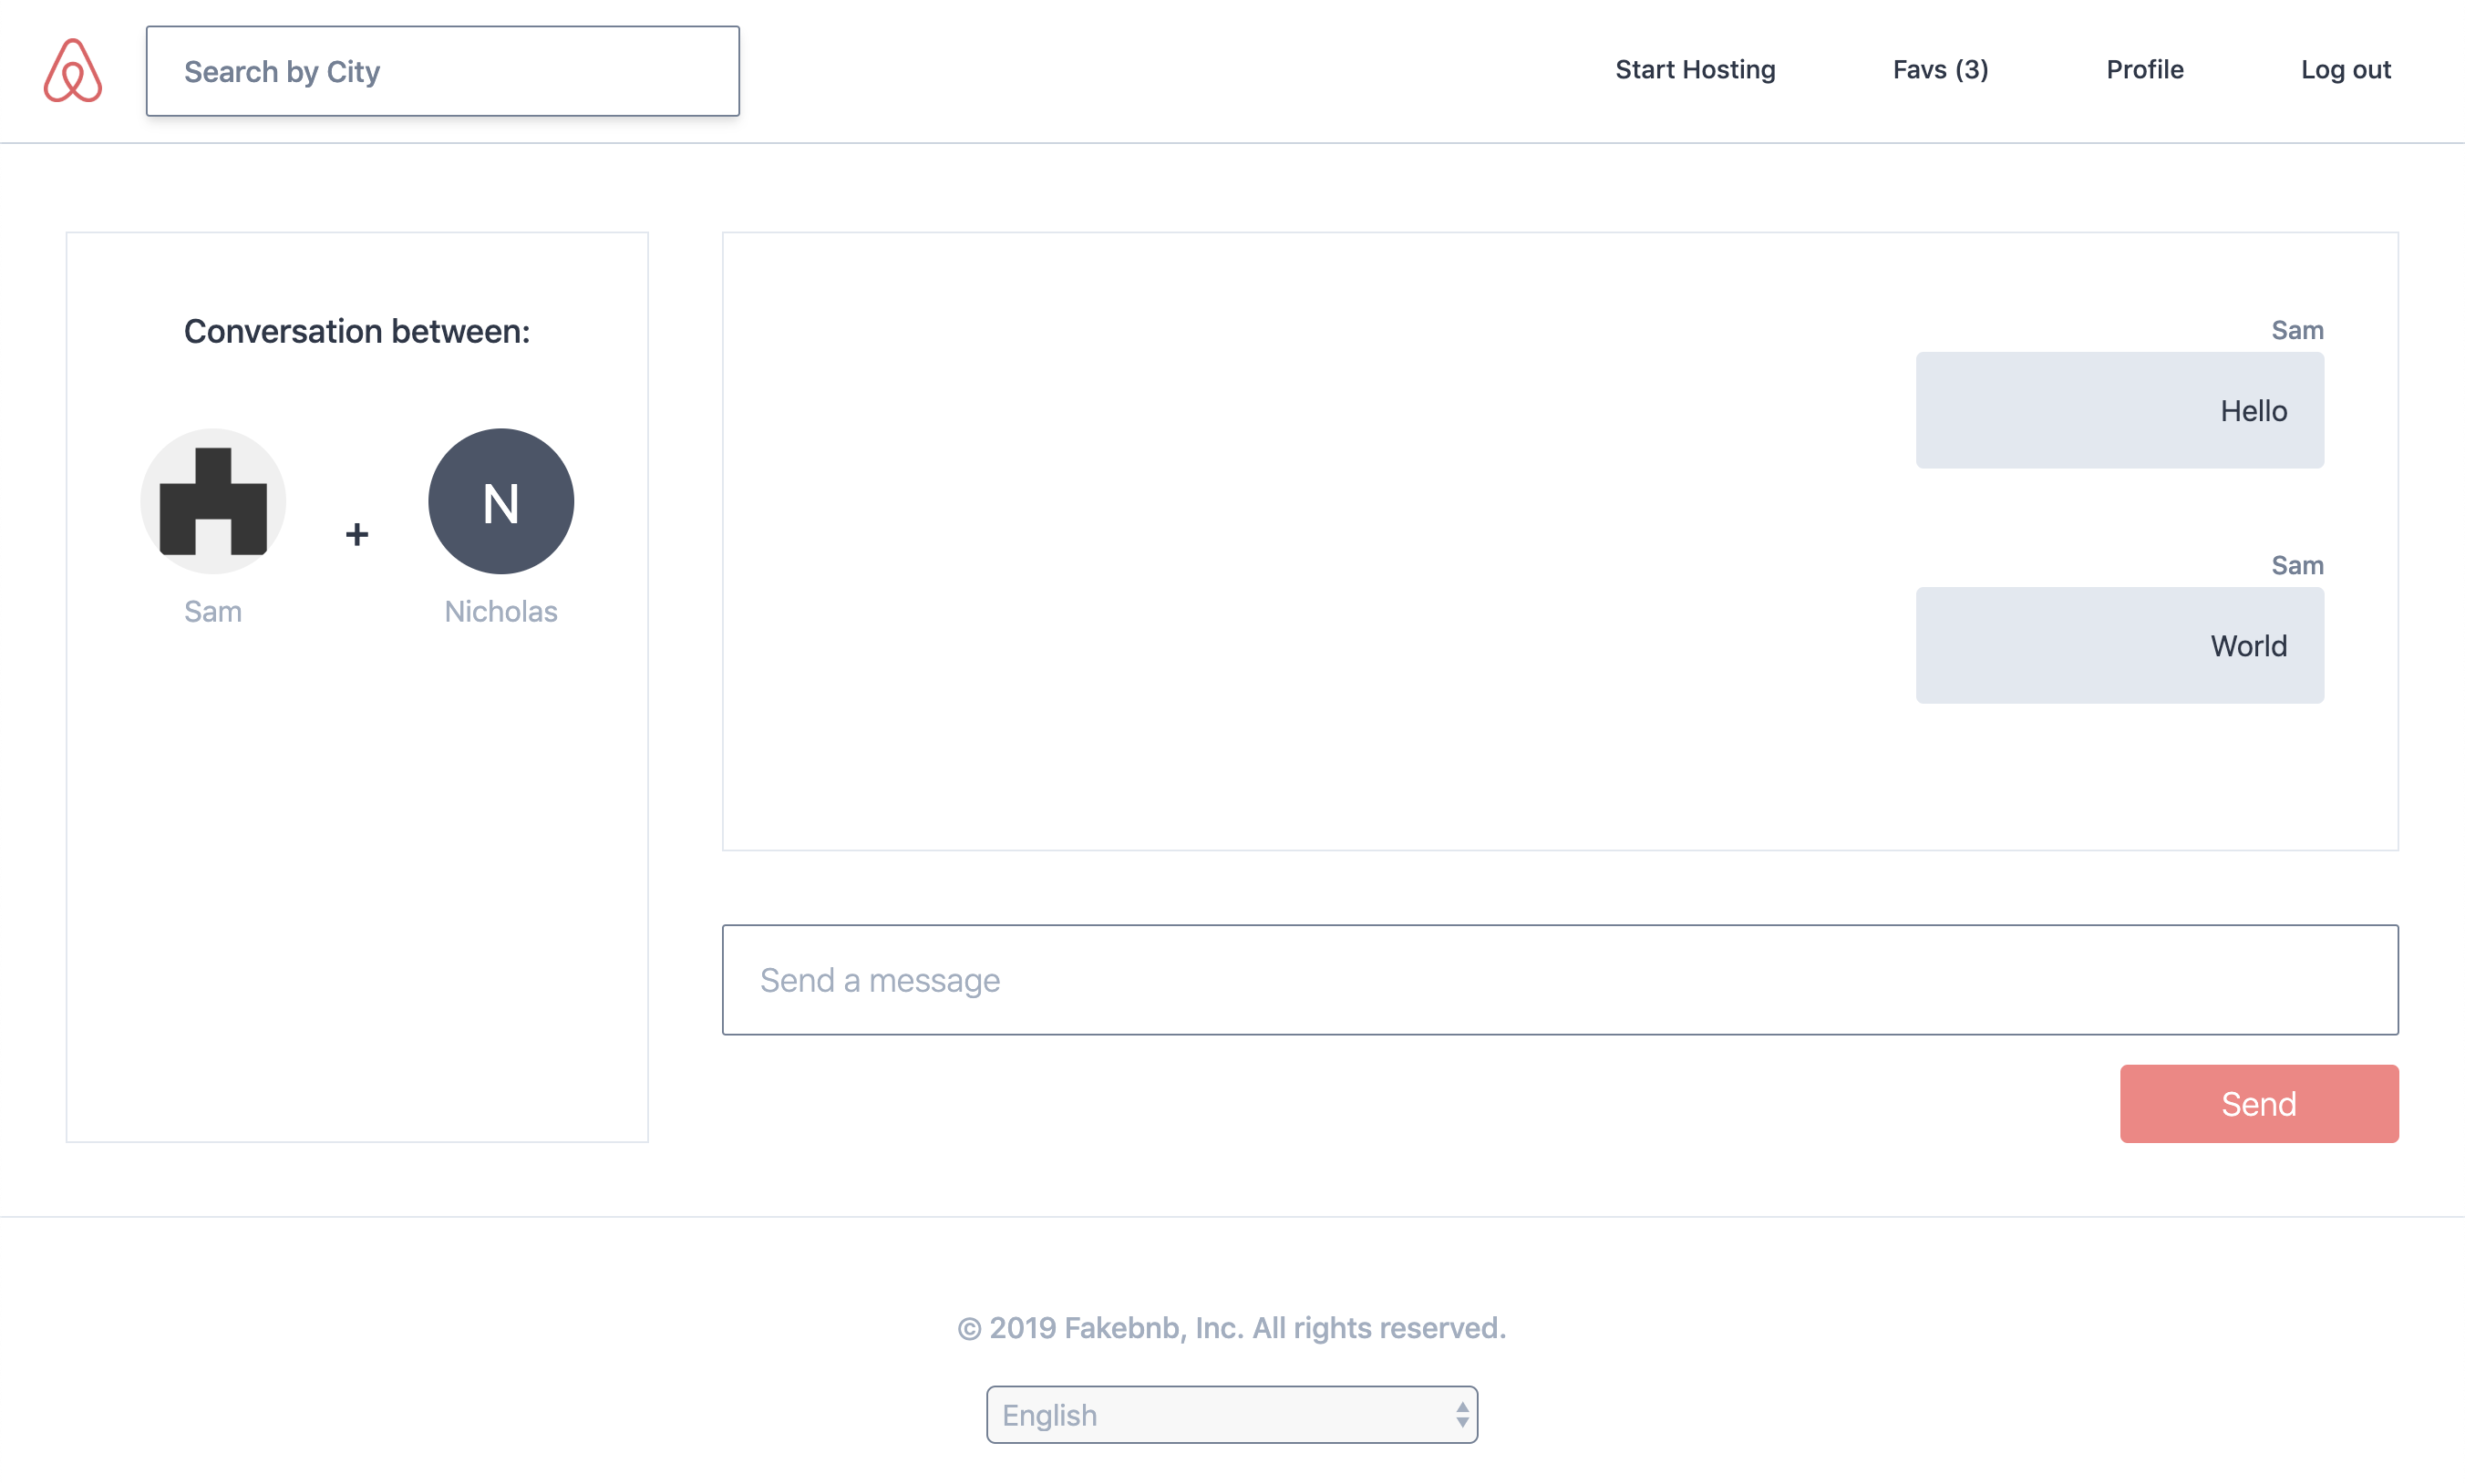 Search by City
Start Hosting
Favs (3)
Profile
Log out
Conversation between:
N
+
Sam
Nicholas
Sam
Hello
Sam
World
Send a message
Send
© 2019 Fakebnb, Inc. All rights reserved.
English